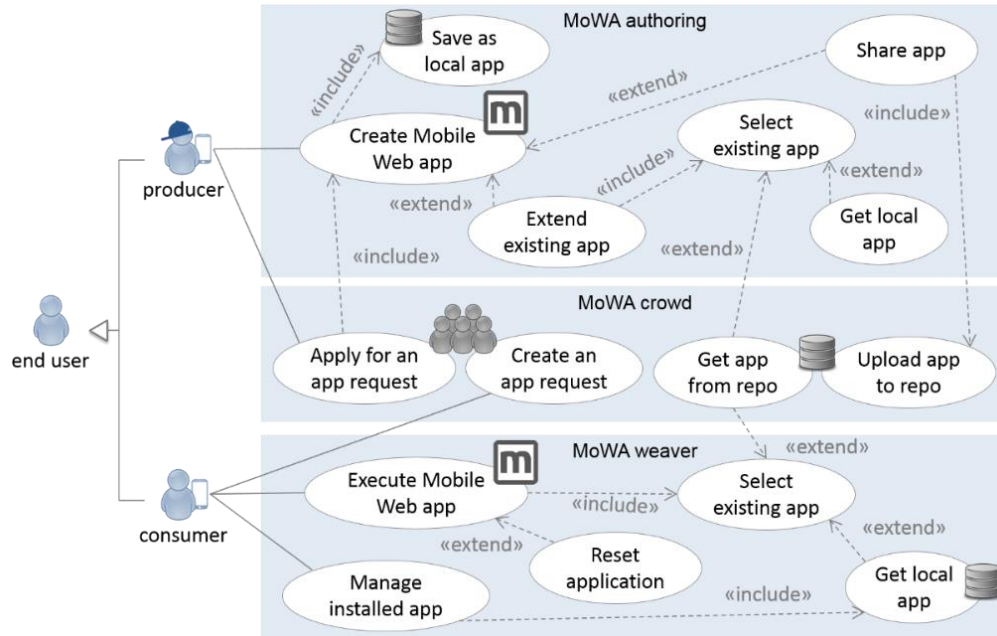 MoWA authoring
Save as
local app
Share app
«include»
«extend»
«include»
m
Create Mobile
Web app
Select
existing app
producer
«include»
«extend»
«extend»
Extend
existing app
Get local
app
«include»
«extend»
MoWA crowd
end user
Apply for an
app request
Create an
app request
Get app
from repo
Upload app
to repo
«extend»
MoWA weaver
m
Execute Mobile
Web app
Select
existing app
«include»
consumer
«extend»
«extend»
Reset
application
Manage
installed app
Get local
app
«include»